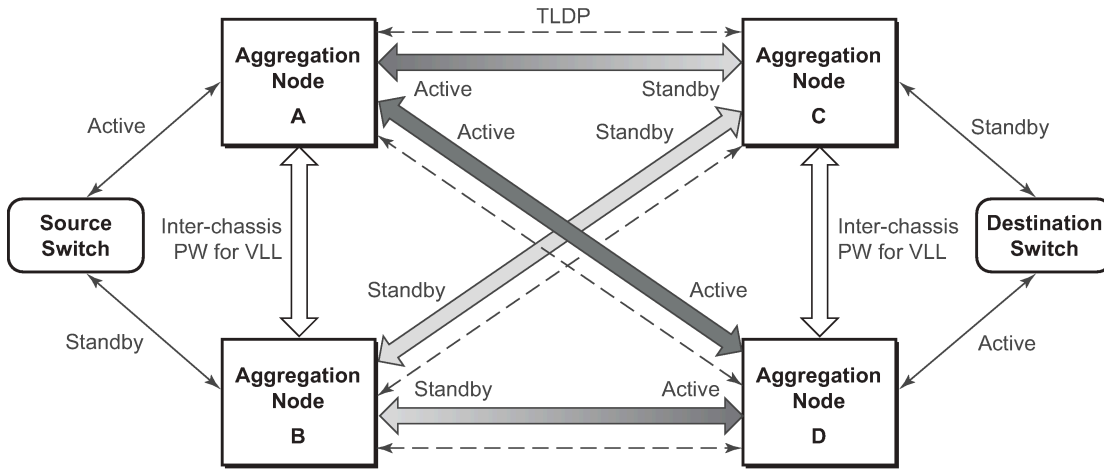 TLDP
Aggregation
Node
A
Aggregation
Node
C
Active
Standby
Active
Standby
Active
Standby
Source
Switch
Inter-chassis
PW for VLL
Inter-chassis
PW for VLL
Destination
Switch
Standby
Active
Standby
Active
Aggregation
Node
B
Standby
Active
Aggregation
Node
D